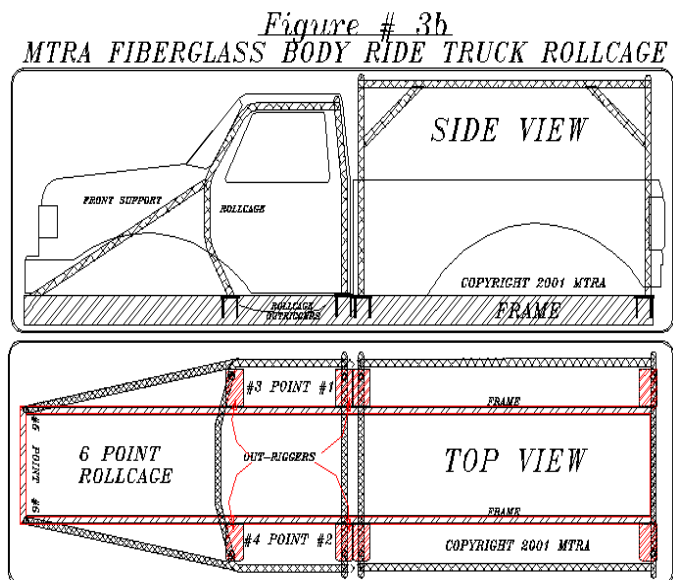 Figure # 3b
MTRA FIBERGLASS BODY RIDE TRUCK ROLLCAGE
SIDE VIEW
FRONT SUPPORT
ROLLCAGE
COPYRIGHT 2001 MTRA
ROLLCAGE
OUTRIGGERS
FRAME
#3 POINT #1
FRAME
#5 POINT #6
6 POINT
ROLLCAGE
OUT-RIGGERS
TOP VIEW
FRAME
#4 POINT #2
COPYRIGHT 2001 MTRA